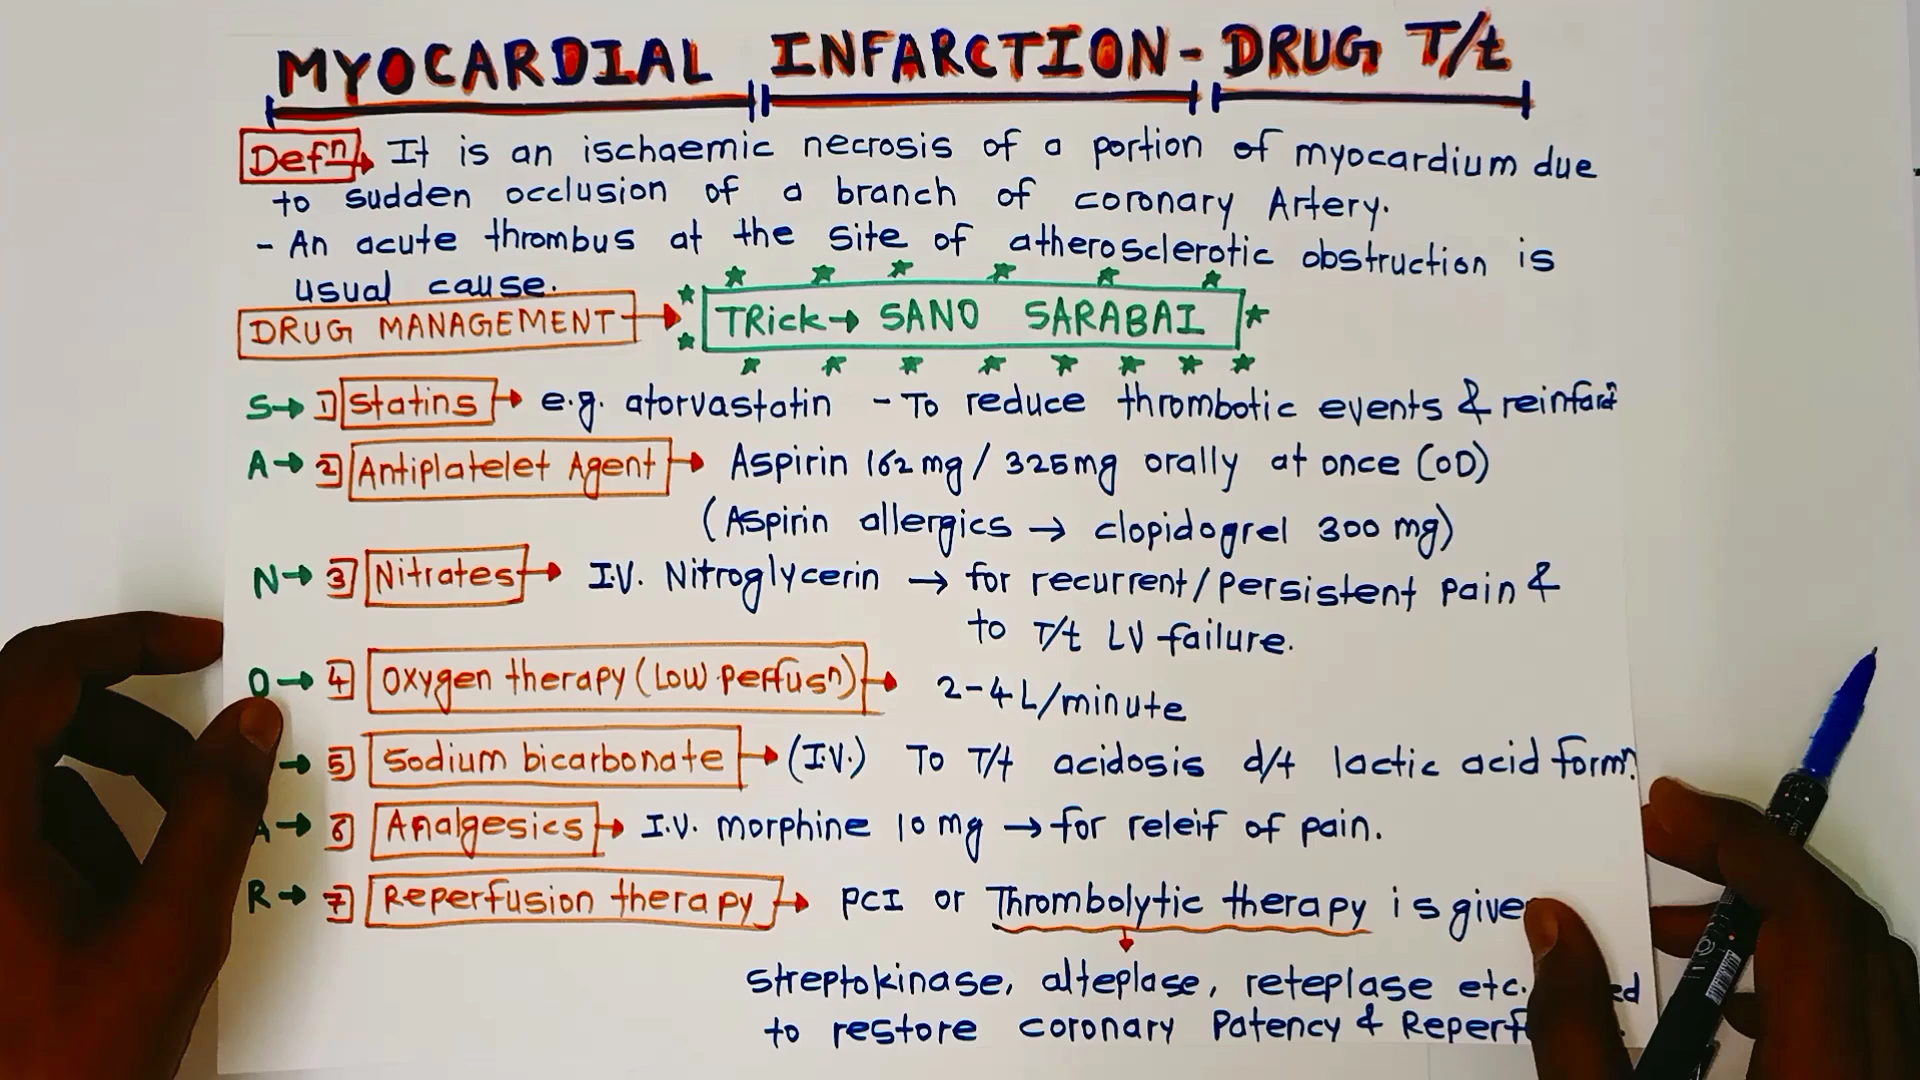 MYOCARDIAL INFARCTION - DRUG T/t
Defⁿ → It is an ischaemic necrosis of a portion of myocardium due
to sudden occlusion of a branch of coronary Artery.
- An acute thrombus at the site of atherosclerotic obstruction is
usual cause.
DRUG MANAGEMENT → TRick → SANO SARABAI
S → 1) Statins → e.g. atorvastatin - To reduce thrombotic events &
A → 2) Antiplatelet Agent → Aspirin 162 mg / 325mg orally at once (OD)
(Aspirin allergics → clopidogrel 300 mg)
N → 3) Nitrates → I.V. Nitroglycerin → for recurrent/Persistent pain &
to T/t LV failure.
O → 4) Oxygen therapy (Low perfusⁿ) → 2-4 L/minute
→ 5) Sodium bicarbonate → (I.V.) To T/t acidosis d/t lactic acid formⁿ.
A → 6) Analgesics → I.V. morphine 10 mg → for releif of pain.
R → 7) Reperfusion therapy → PCI or Thrombolytic therapy is give
streptokinase, alteplase, reteplase etc.
to restore coronary Patency &